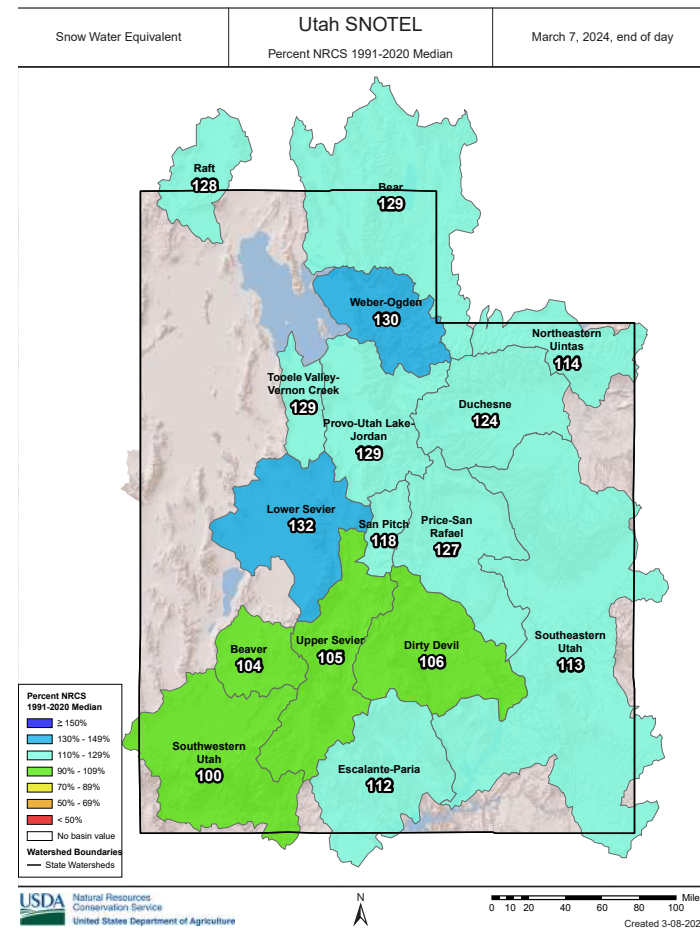 Snow Water Equivalent
Utah SNOTEL
Percent NRCS 1991-2020 Median
March 7, 2024, end of day
Raft
128
Bear
129
Weber-Ogden
130
Northeastern
Uintas
114
Tooele Valley-
Vernon Creek
129
Duchesne
124
Provo-Utah Lake-
Jordan
129
Lower Sevier
132
San Pitch
118
Price-San
Rafael
127
Beaver
104
Upper Sevier
105
Dirty Devil
106
Southeastern
Utah
113
Southwestern
Utah
100
Escalante-Paria
112
Percent NRCS
1991-2020 Median
≥ 150%
130% - 149%
110% - 129%
90% - 109%
70% - 89%
50% - 69%
< 50%
No basin value
Watershed Boundaries
State Watersheds
USDA
Natural Resources
Conservation Service
United States Department of Agriculture
N
Mile
0 10 20 40 60 80 100
Created 3-08-202